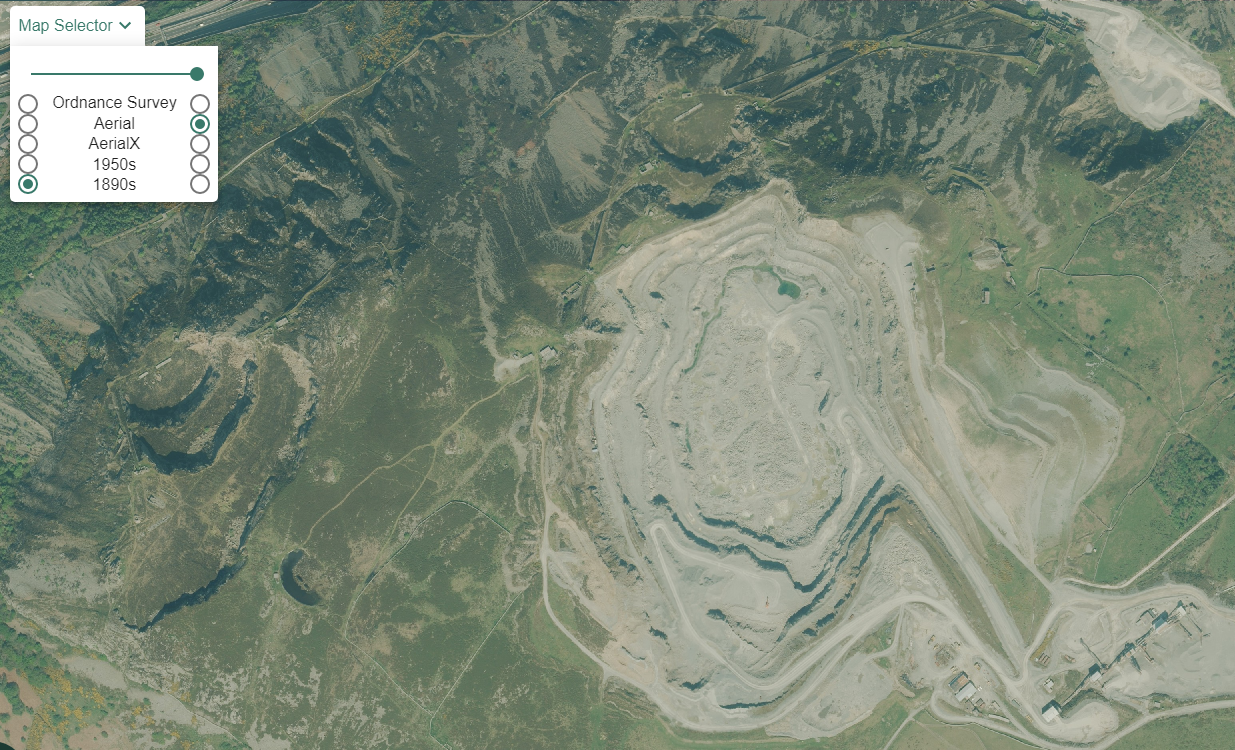 Map Selector
Ordnance Survey
Aerial
AerialX
1950s
1890s